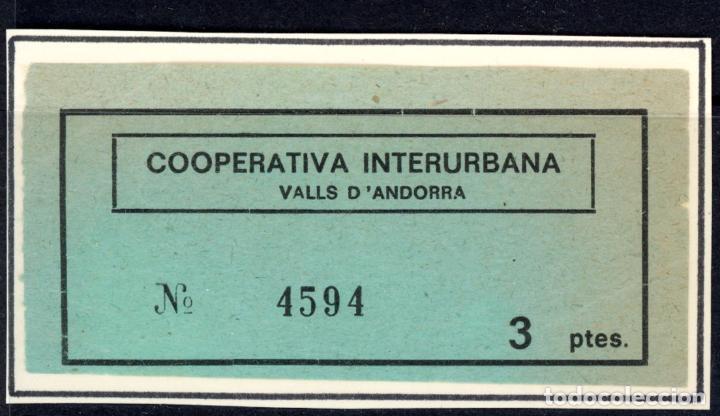 COOPERATIVA INTERURBANA
VALLS D'ANDORRA
Nº 4594
3 ptes.
todocoleccion